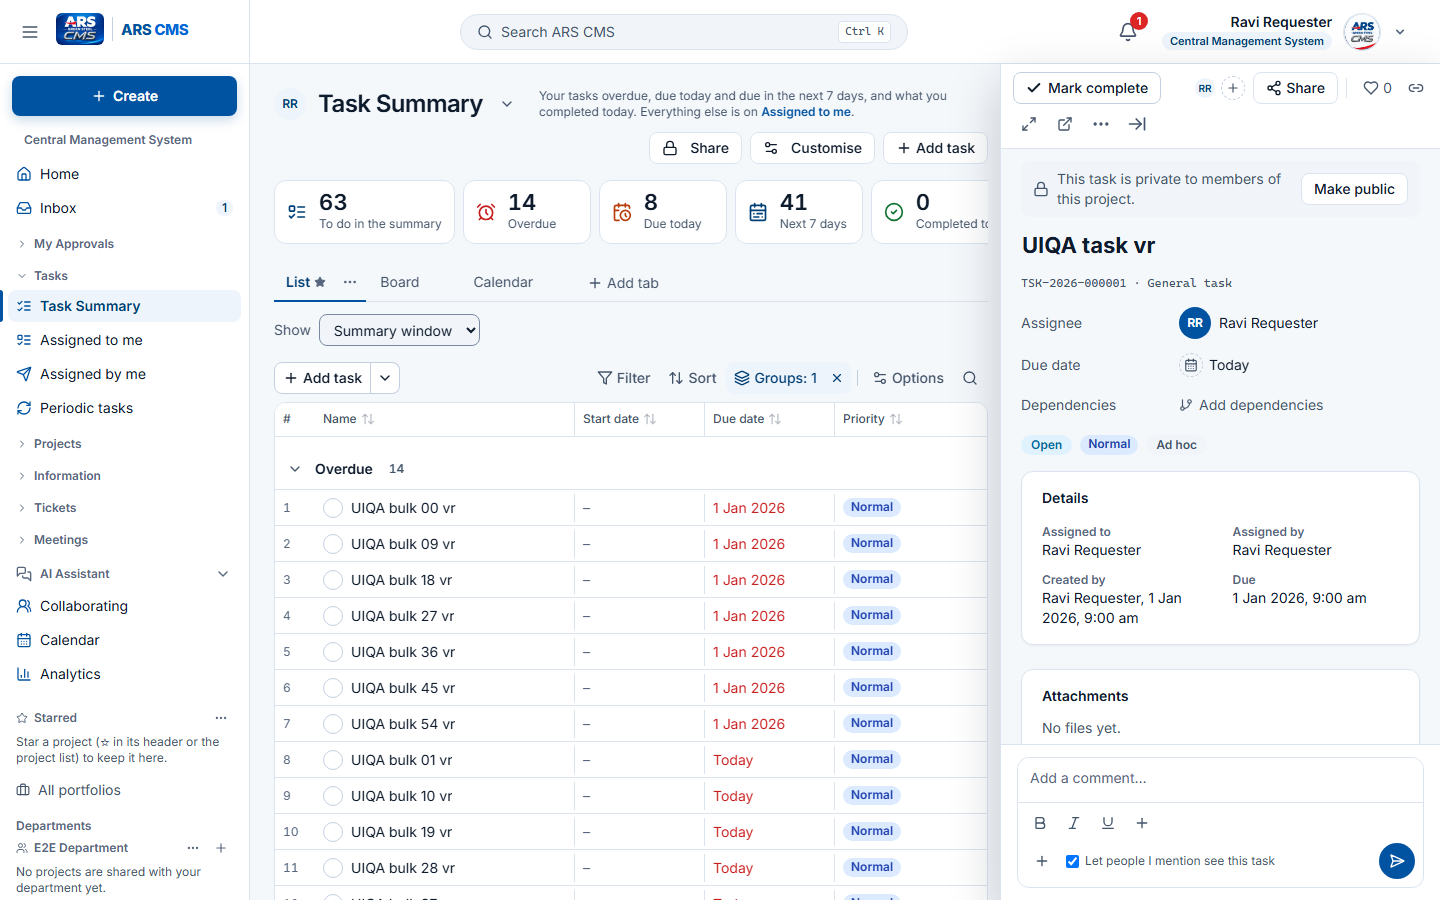 ARS
CMS
ARS CMS
Search ARS CMS
Ctrl K
1
Ravi Requester
Central Management System
ARS
CMS
Create
Central Management System
Home
Inbox
1
My Approvals
Tasks
Task Summary
Assigned to me
Assigned by me
Periodic tasks
Projects
Information
Tickets
Meetings
AI Assistant
Collaborating
Calendar
Analytics
Starred
Star a project (☆ in its header or the
project list) to keep it here.
All portfolios
Departments
E2E Department
No projects are shared with your
department yet.
RR
Task Summary
Your tasks overdue, due today and due in the next 7 days, and what you
completed today. Everything else is on Assigned to me.
Share
Customise
Add task
63
To do in the summary
14
Overdue
8
Due today
41
Next 7 days
0
Completed to
List
Board
Calendar
Add tab
Show
Summary window
Add task
Filter
Sort
Groups: 1
Options
# Name Start date Due date Priority
Overdue 14
1 UIQA bulk 00 vr – 1 Jan 2026 Normal
2 UIQA bulk 09 vr – 1 Jan 2026 Normal
3 UIQA bulk 18 vr – 1 Jan 2026 Normal
4 UIQA bulk 27 vr – 1 Jan 2026 Normal
5 UIQA bulk 36 vr – 1 Jan 2026 Normal
6 UIQA bulk 45 vr – 1 Jan 2026 Normal
7 UIQA bulk 54 vr – 1 Jan 2026 Normal
8 UIQA bulk 01 vr – Today Normal
9 UIQA bulk 10 vr – Today Normal
10 UIQA bulk 19 vr – Today Normal
11 UIQA bulk 28 vr – Today Normal
Mark complete
RR
Share
0
This task is private to members of
this project.
Make public
UIQA task vr
TSK-2026-000001 · General task
Assignee
RR
Ravi Requester
Due date
Today
Dependencies
Add dependencies
Open
Normal
Ad hoc
Details
Assigned to
Ravi Requester
Assigned by
Ravi Requester
Created by
Ravi Requester, 1 Jan
2026, 9:00 am
Due
1 Jan 2026, 9:00 am
Attachments
No files yet.
Add a comment...
B I U
Let people I mention see this task